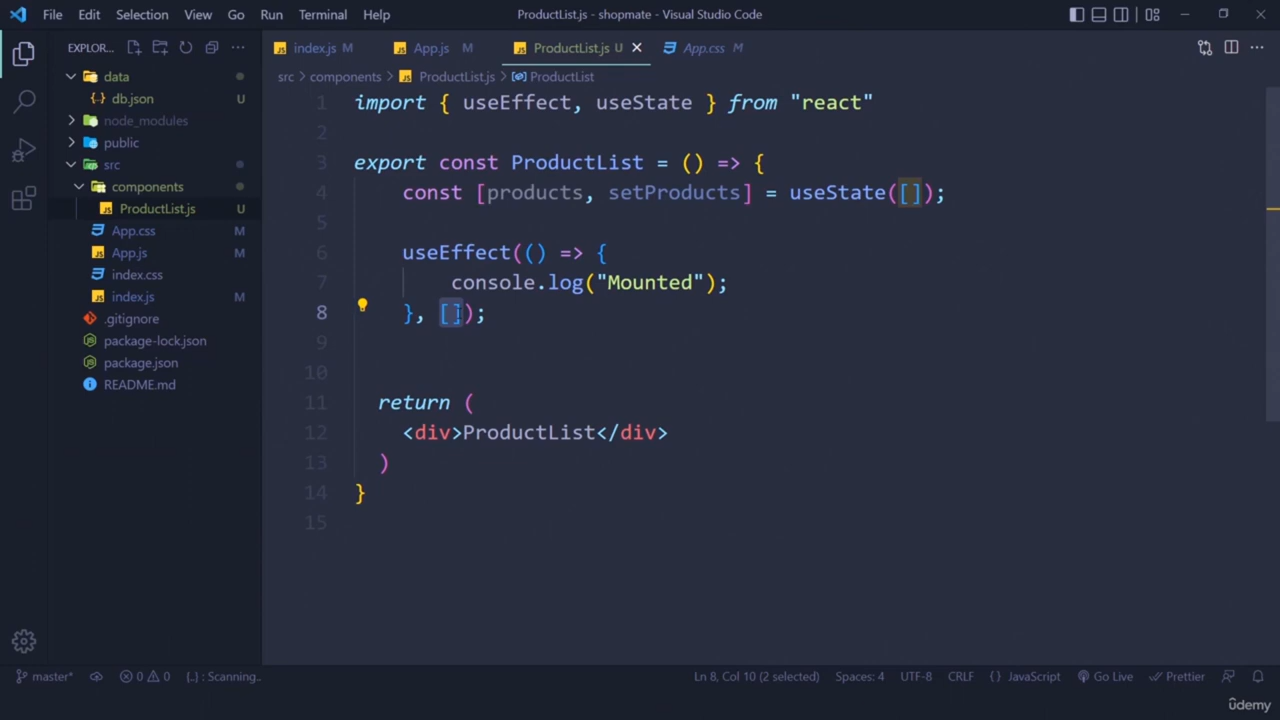 File Edit Selection View Go Run Terminal Help ProductList.js - shopmate - Visual Studio Code
EXPLOR... ···
index.js M App.js M ProductList.js U App.css M ···
data
db.json U
node_modules
public
src
components
ProductList.js U
App.css M
App.js M
index.css
index.js M
.gitignore
package-lock.json
package.json
README.md
src > components > ProductList.js > ProductList
1 import { useEffect, useState } from "react"
2
3 export const ProductList = () => {
4 const [products, setProducts] = useState([]);
5
6 useEffect(() => {
7 console.log("Mounted");
8 }, []);
9
10
11 return (
12 <div>ProductList</div>
13 )
14 }
15
master* 0 0 {..} : Scanning.. Ln 8, Col 10 (2 selected) Spaces: 4 UTF-8 CRLF {} JavaScript Go Live Prettier
ûdemy